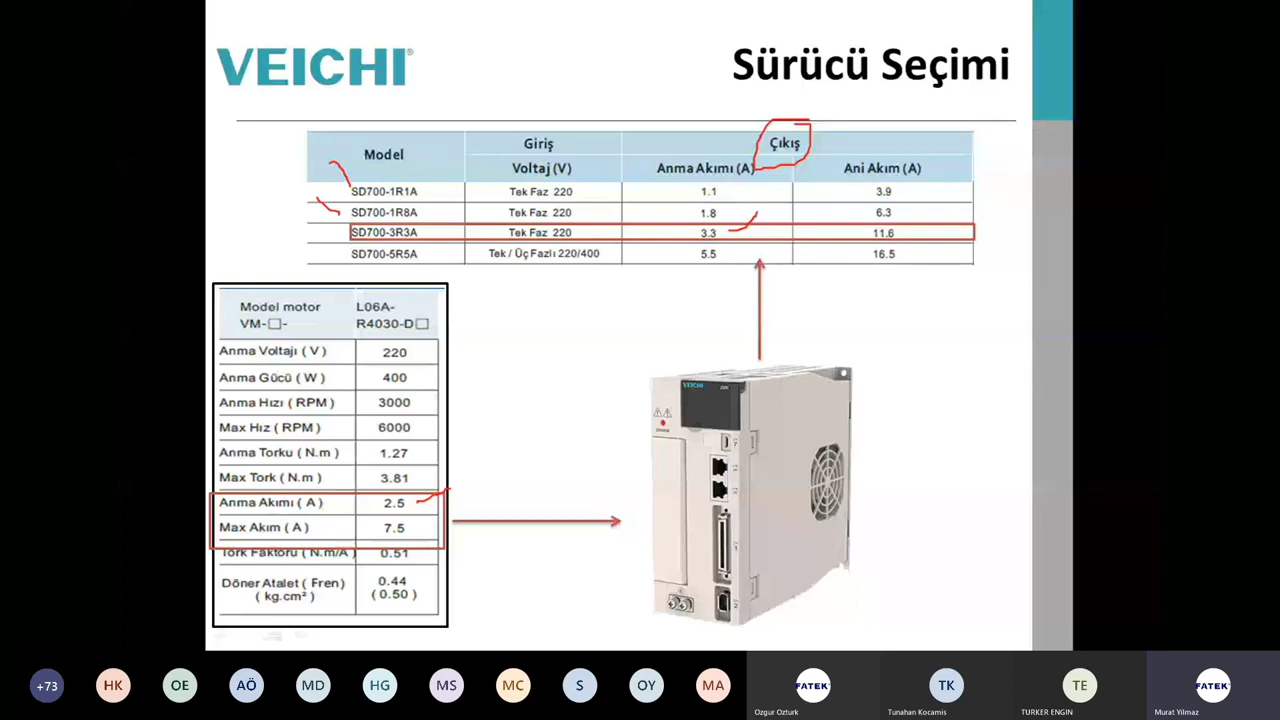 VEICHI®
Sürücü Seçimi
Model Giriş Çıkış
Voltaj (V) Anma Akımı (A) Ani Akım (A)
SD700-1R1A Tek Faz 220 1.1 3.9
SD700-1R8A Tek Faz 220 1.8 6.3
SD700-3R3A Tek Faz 220 3.3 11.6
SD700-5R5A Tek / Üç Fazlı 220/400 5.5 16.5
Model motor L06A-
VM-□- R4030-D□
Anma Voltajı ( V ) 220
Anma Gücü ( W ) 400
Anma Hızı ( RPM ) 3000
Max Hız ( RPM ) 6000
Anma Torku ( N.m ) 1.27
Max Tork ( N.m ) 3.81
Anma Akımı ( A ) 2.5
Max Akım ( A ) 7.5
Tork Faktörü ( N.m/A ) 0.51
Döner Atalet ( Fren ) 0.44
( kg.cm² ) ( 0.50 )
VEICHI
+73 HK OE AÖ MD HG MS MC S OY MA FATEK TK TE FATEK
Ozgur Ozturk Tunahan Kocamis TURKER ENGIN Murat Yilmaz